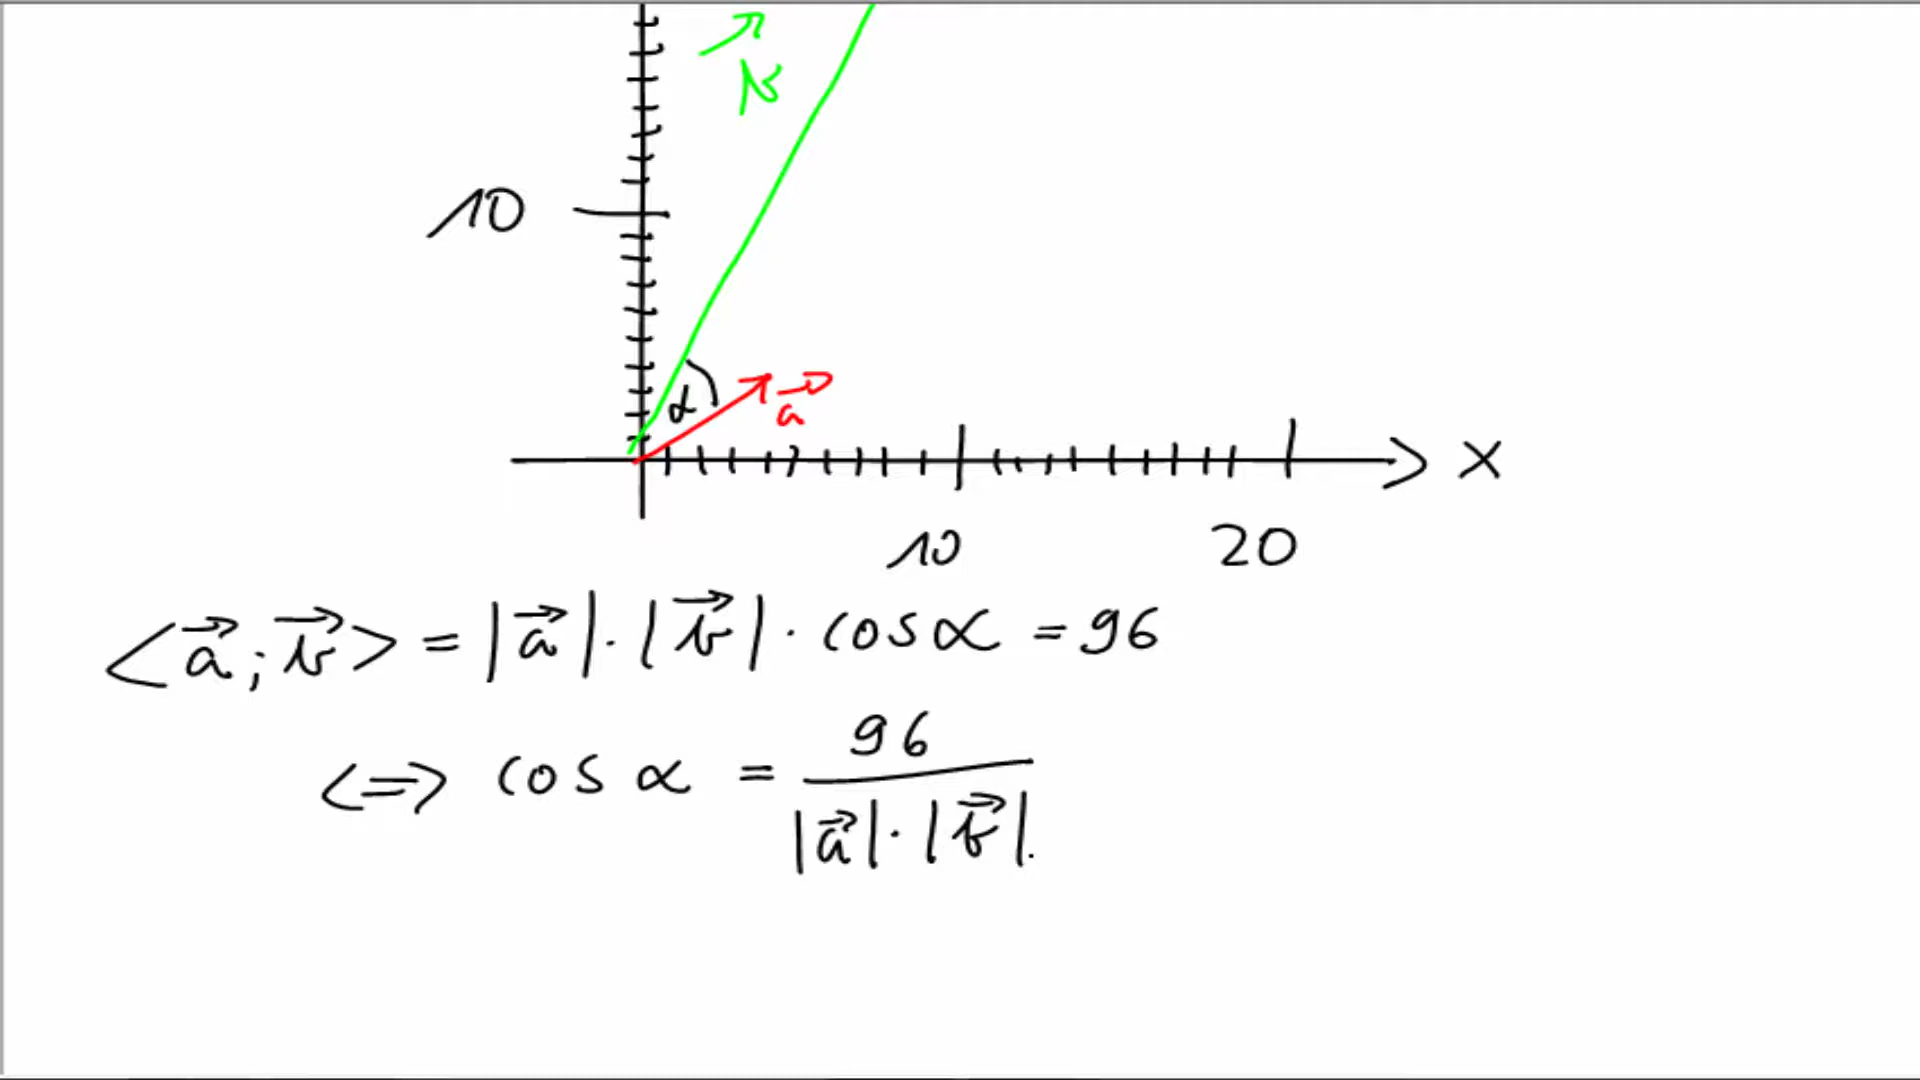 b⃗
10
α
a⃗
x
10 20
<a⃗;b⃗> = |a⃗|·|b⃗|·cos α = 96
<=> cos α = 96 / |a⃗|·|b⃗|